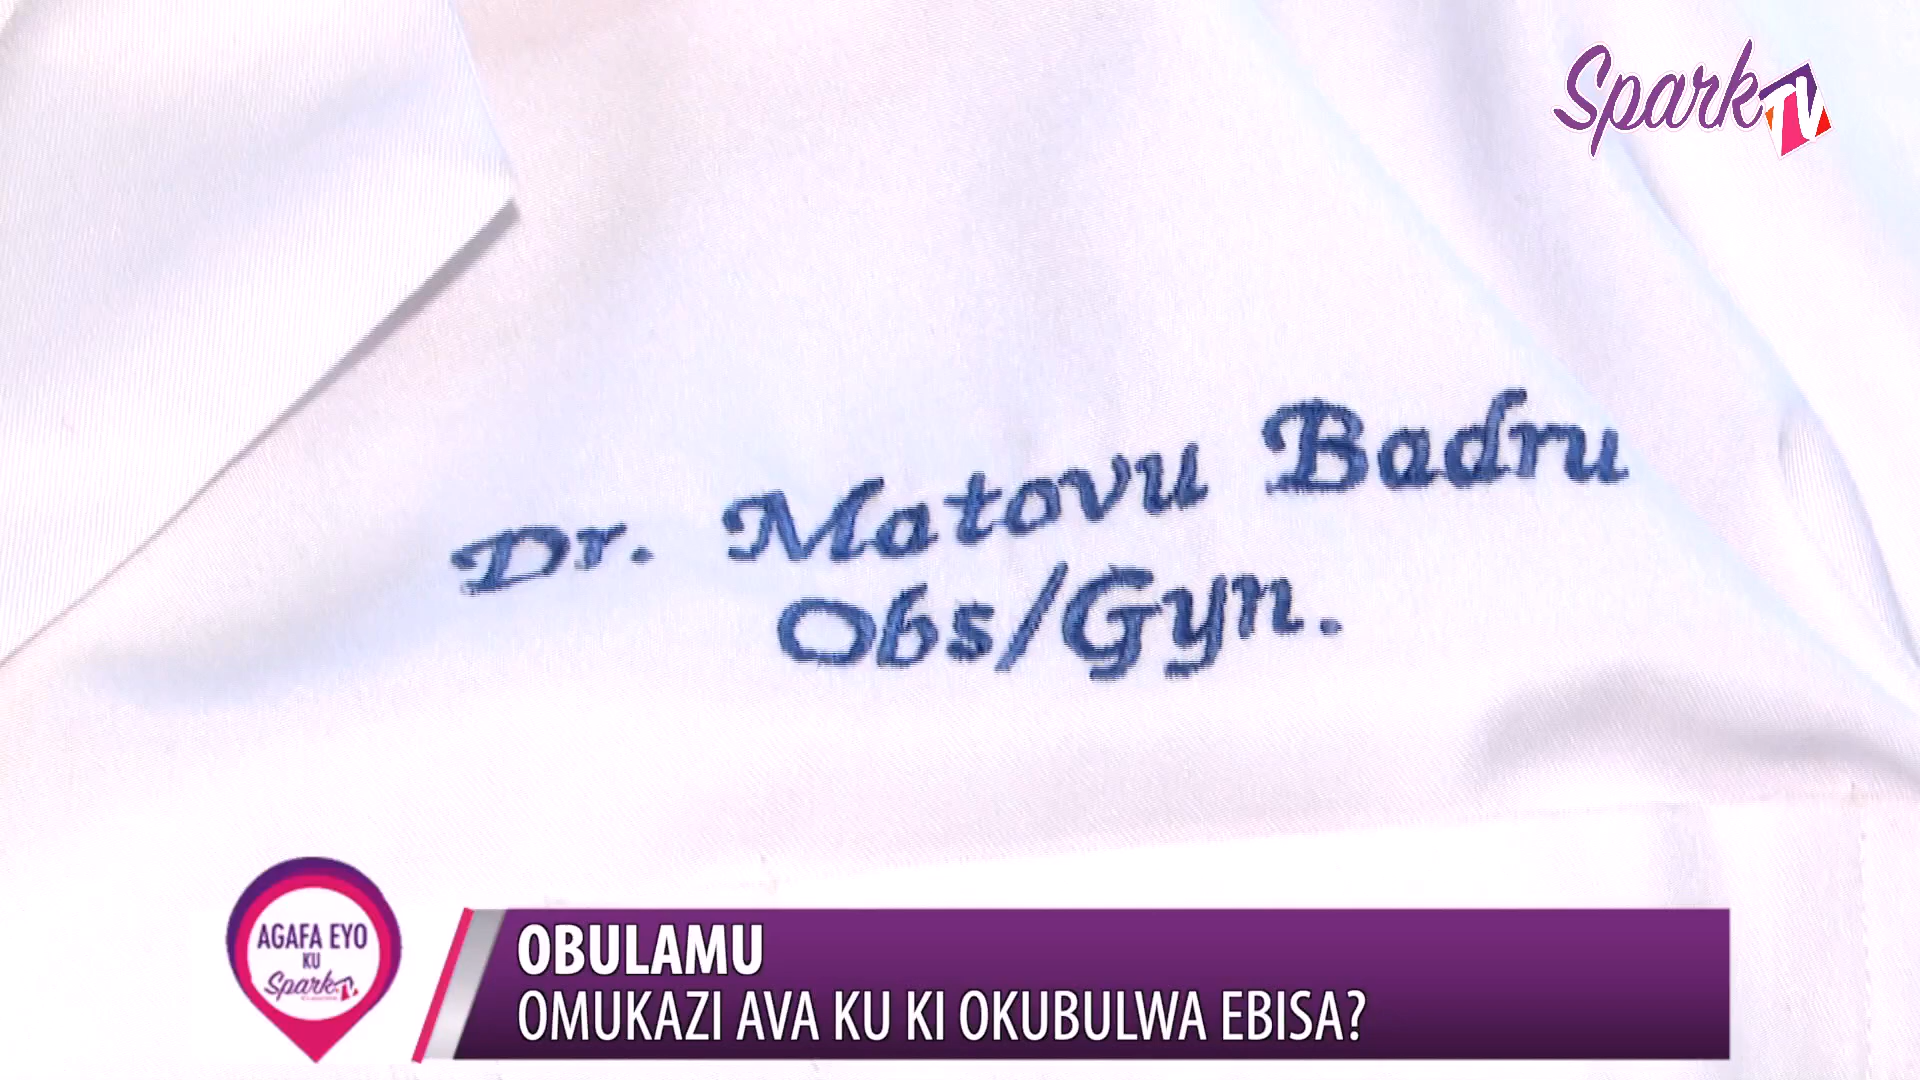 Spark TV
Dr. Matovu Badru
Obs/Gyn.
AGAFA EYO
KU
Spark TV
OBULAMU
OMUKAZI AVA KU KI OKUBULWA EBISA?